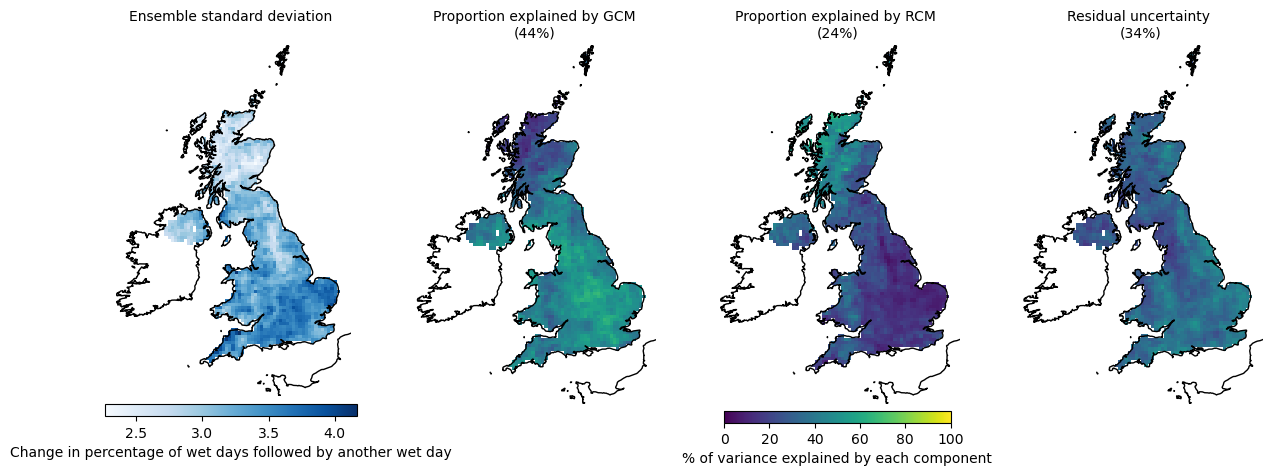 Ensemble standard deviation
Proportion explained by GCM
(44%)
Proportion explained by RCM
(24%)
Residual uncertainty
(34%)
2.5 3.0 3.5 4.0
Change in percentage of wet days followed by another wet day
0 20 40 60 80 100
% of variance explained by each component